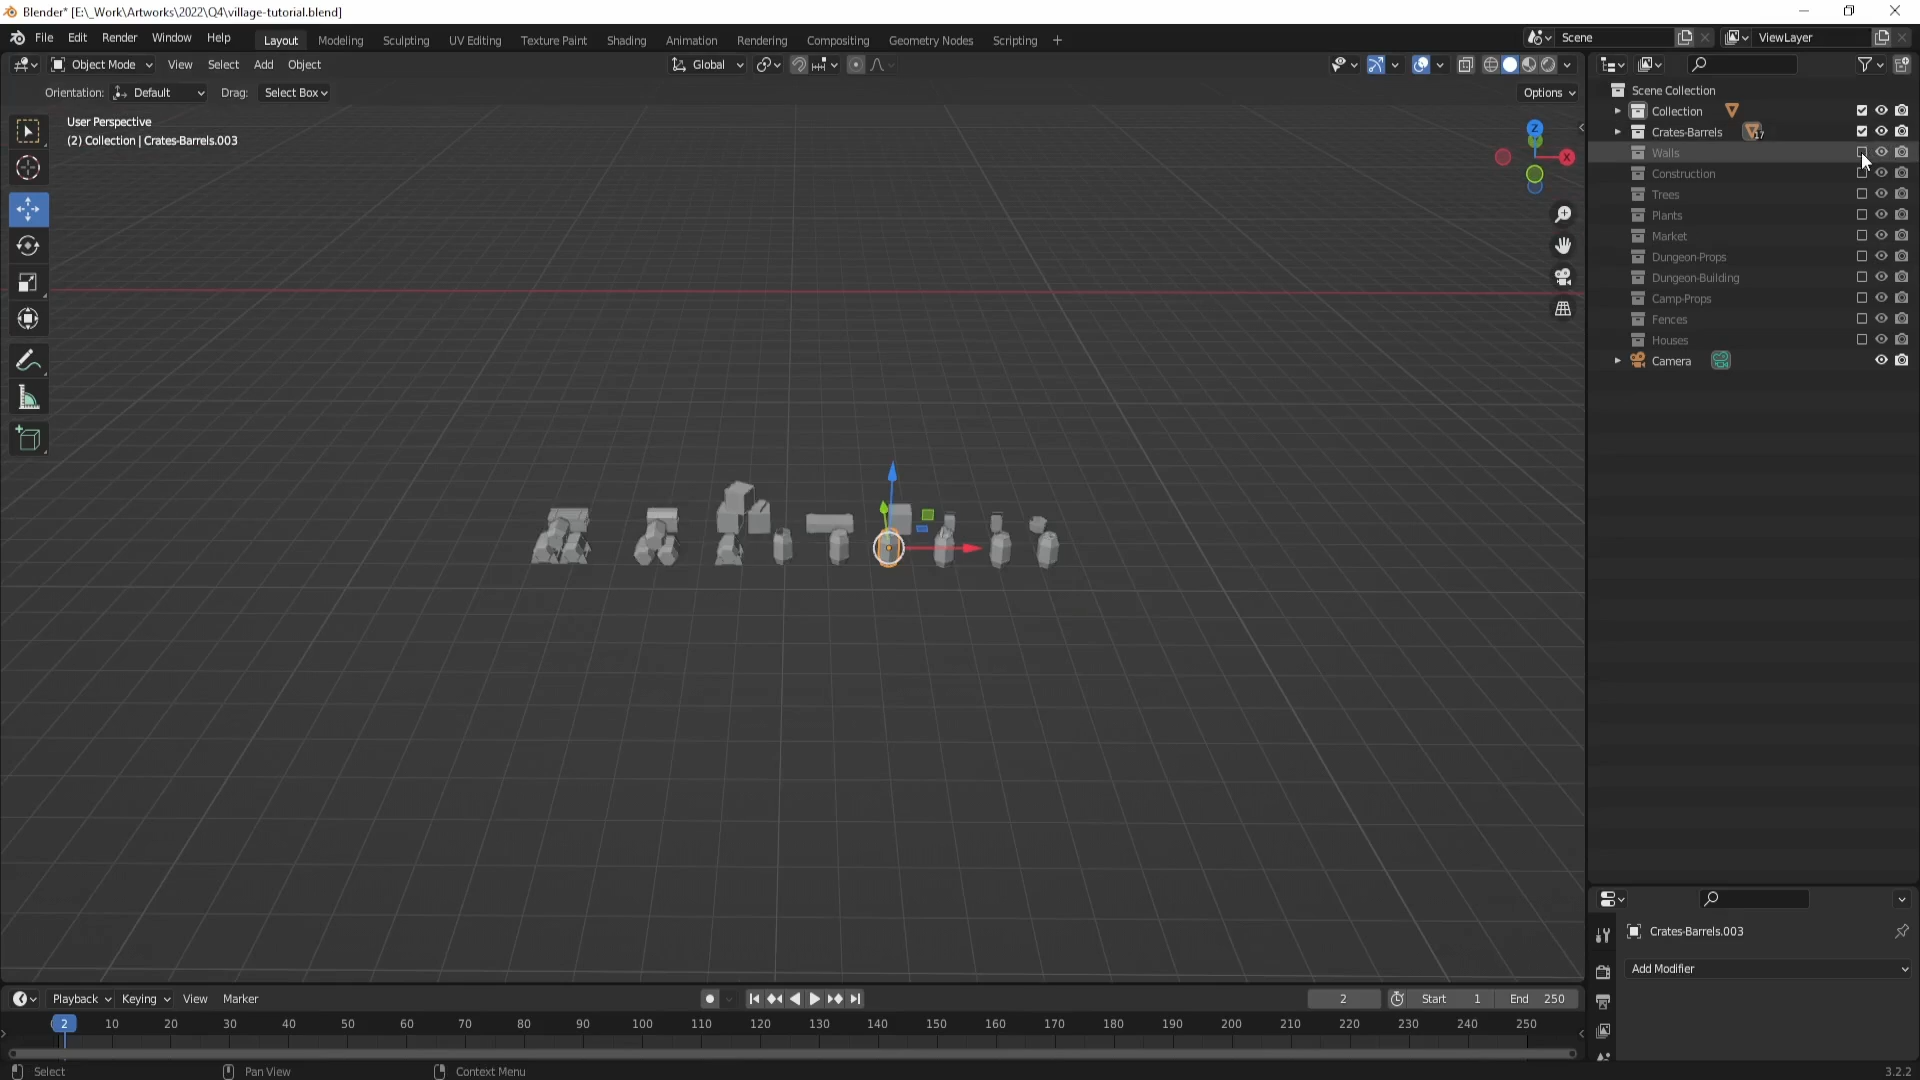 Blender* [E:\_Work\Artworks\2022\Q4\village-tutorial.blend]
File Edit Render Window Help Layout Modeling Sculpting UV Editing Texture Paint Shading Animation Rendering Compositing Geometry Nodes Scripting + Scene ViewLayer
Object Mode View Select Add Object Global
Orientation: Default Drag: Select Box Options
User Perspective
(2) Collection | Crates-Barrels.003
Z
X
Scene Collection
Collection
Crates-Barrels 17
Walls
Construction
Trees
Plants
Market
Dungeon-Props
Dungeon-Building
Camp-Props
Fences
Houses
Camera
Crates-Barrels.003
Add Modifier
Playback Keying View Marker 2 Start 1 End 250
2 10 20 30 40 50 60 70 80 90 100 110 120 130 140 150 160 170 180 190 200 210 220 230 240 250
Select Pan View Context Menu 3.2.2